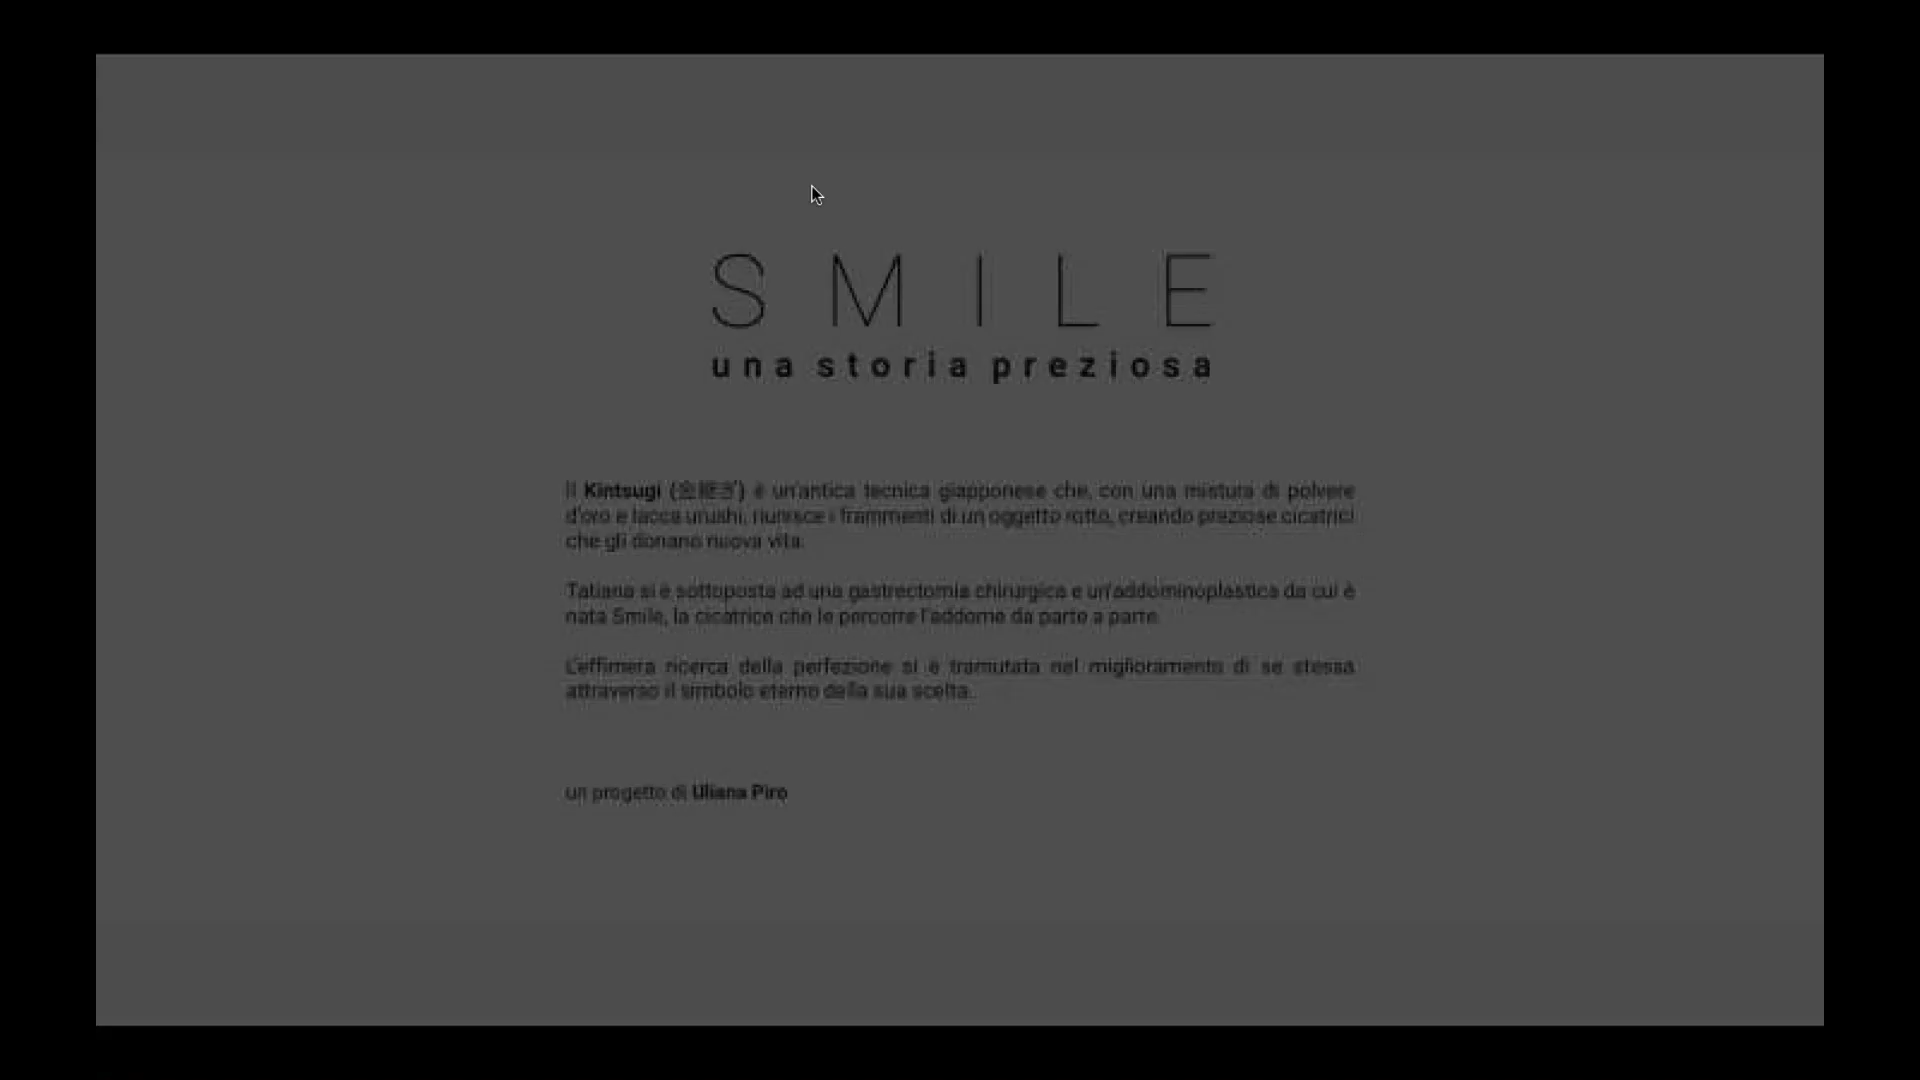 SMILE
una storia preziosa
Il Kintsugi (金継ぎ) è un'antica tecnica giapponese che, con una mistura di polvere
d'oro e lacca urushi, riunisce i frammenti di un oggetto rotto, creando preziose cicatrici
che gli donano nuova vita.
Tatiana si è sottoposta ad una gastrectomia chirurgica e un'addominoplastica da cui è
nata Smile, la cicatrice che le percorre l'addome da parte a parte.
L'effimera ricerca della perfezione si è tramutata nel miglioramento di se stessa
attraverso il simbolo eterno della sua scelta.
un progetto di Uliana Piro